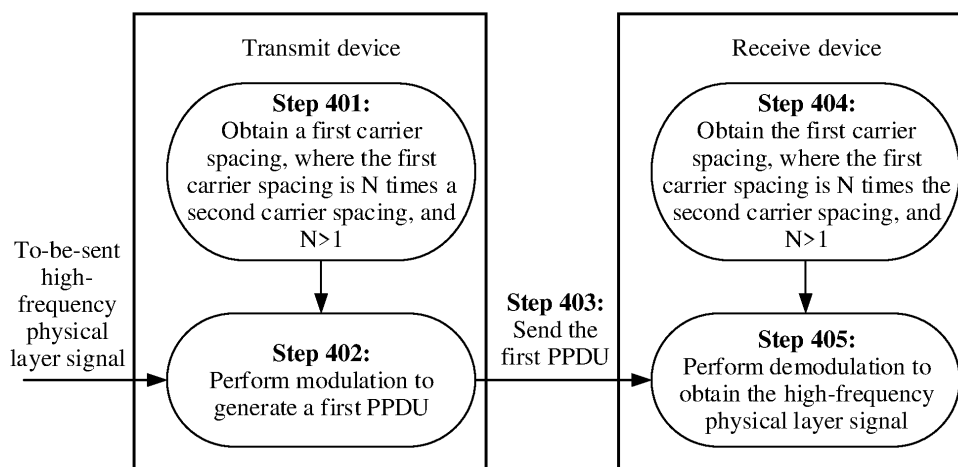 Transmit device
Step 401:
Obtain a first carrier
spacing, where the first
carrier spacing is N times a
second carrier spacing, and
N>1
To-be-sent
high-
frequency
physical
layer signal
Step 402:
Perform modulation to
generate a first PPDU
Step 403:
Send the
first PPDU
Receive device
Step 404:
Obtain the first carrier
spacing, where the first
carrier spacing is N times the
second carrier spacing, and
N>1
Step 405:
Perform demodulation to
obtain the high-frequency
physical layer signal